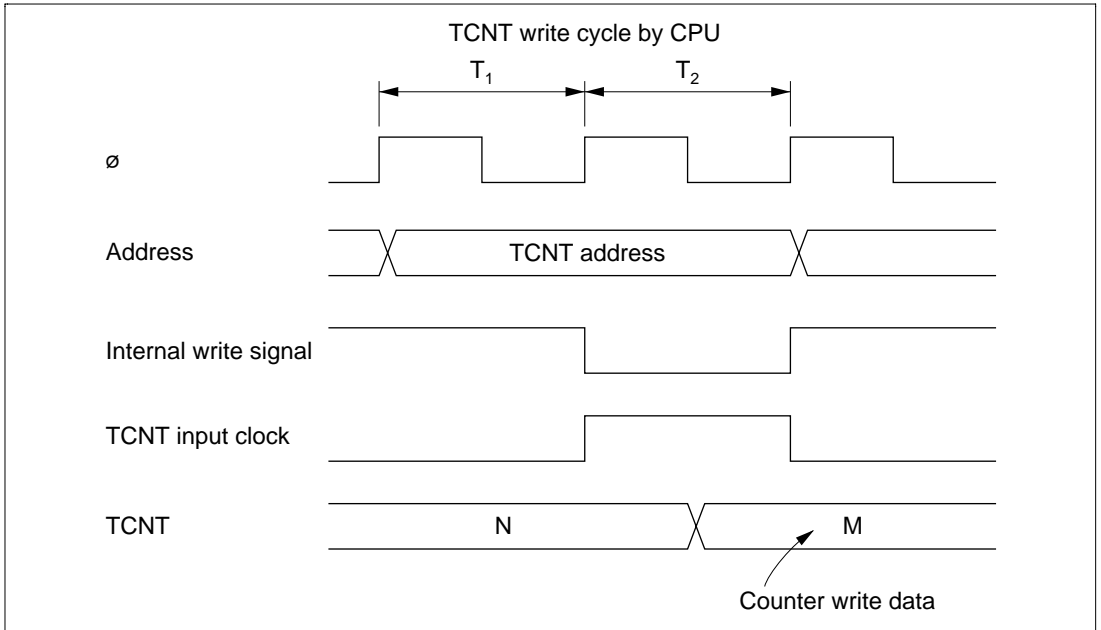 TCNT write cycle by CPU
T1 T2
ø
Address TCNT address
Internal write signal
TCNT input clock
TCNT N M
Counter write data